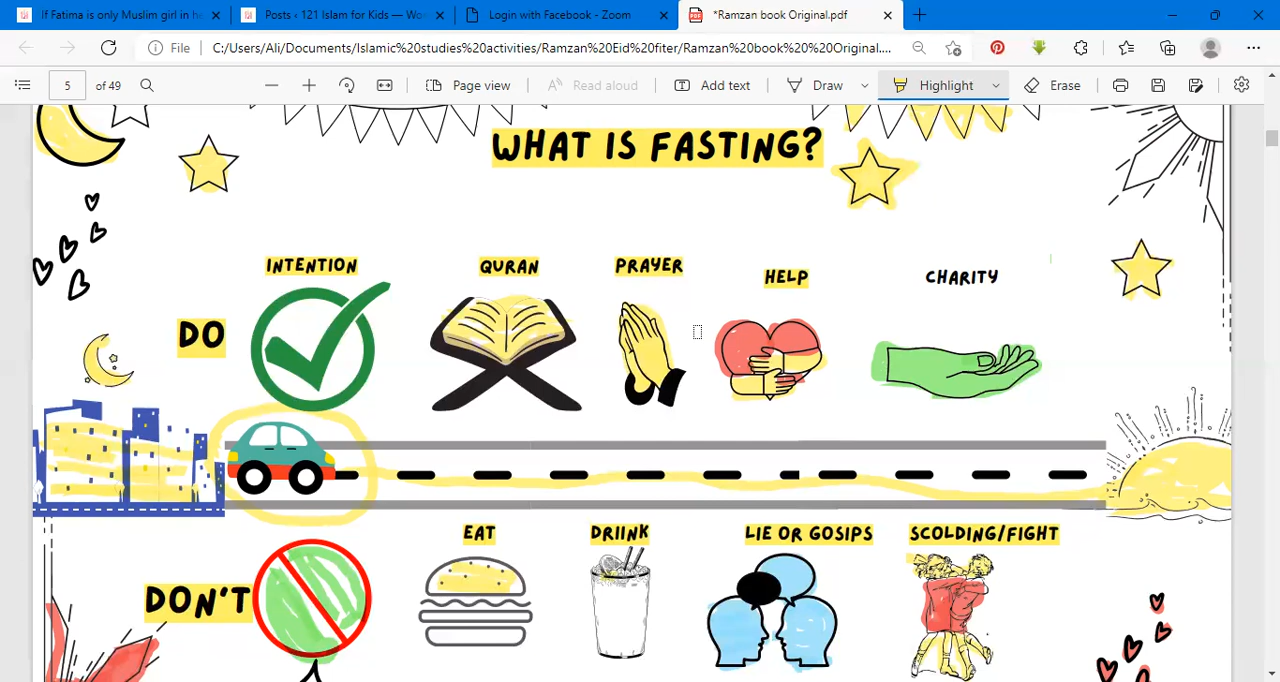 If Fatima is only Muslim girl in he
Posts ‹ 121 Islam for Kids — Wo
Login with Facebook - Zoom
*Ramzan book Original.pdf
File
C:/Users/Ali/Documents/Islamic%20studies%20activities/Ramzan%20Eid%20fiter/Ramzan%20book%20%20Original....
5 of 49
Page view
Read aloud
Add text
Draw
Highlight
Erase
WHAT IS FASTING?
INTENTION
QURAN
PRAYER
HELP
CHARITY
DO
EAT
DRIINK
LIE OR GOSIPS
SCOLDING/FIGHT
DON'T